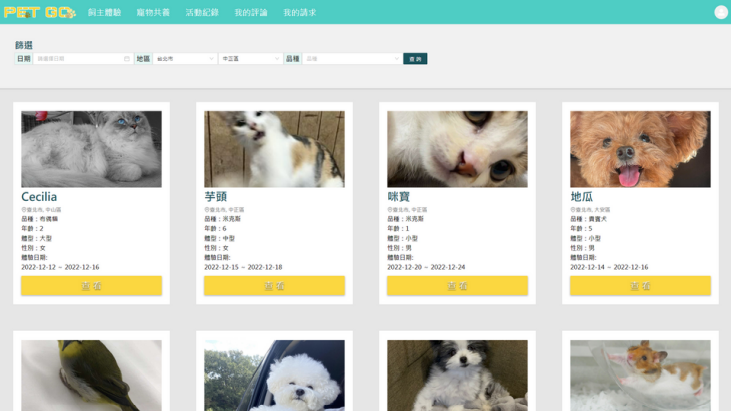 PET GO 飼主體驗 寵物共養 活動紀錄 我的評論 我的請求
篩選
日期 地區 台北市 中正區 品種 品種 查詢
Cecilia
臺北市, 中山區
品種：布偶貓
年齡：2
體型：大型
性別：女
體驗日期:
2022-12-12 ~ 2022-12-16
查看
芋頭
臺北市, 中正區
品種：米克斯
年齡：6
體型：中型
性別：女
體驗日期:
2022-12-15 ~ 2022-12-18
查看
咪寶
臺北市, 中正區
品種：米克斯
年齡：1
體型：小型
性別：男
體驗日期:
2022-12-20 ~ 2022-12-24
查看
地瓜
臺北市, 大安區
品種：貴賓犬
年齡：5
體型：小型
性別：男
體驗日期:
2022-12-14 ~ 2022-12-16
查看